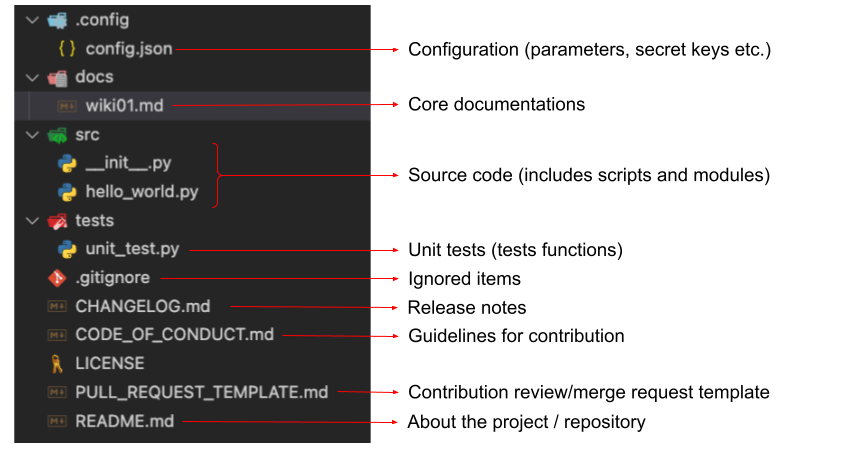 .config
{ } config.json
Configuration (parameters, secret keys etc.)
docs
wiki01.md
Core documentations
src
__init__.py
hello_world.py
Source code (includes scripts and modules)
tests
unit_test.py
Unit tests (tests functions)
.gitignore
Ignored items
CHANGELOG.md
Release notes
CODE_OF_CONDUCT.md
Guidelines for contribution
LICENSE
PULL_REQUEST_TEMPLATE.md
Contribution review/merge request template
README.md
About the project / repository